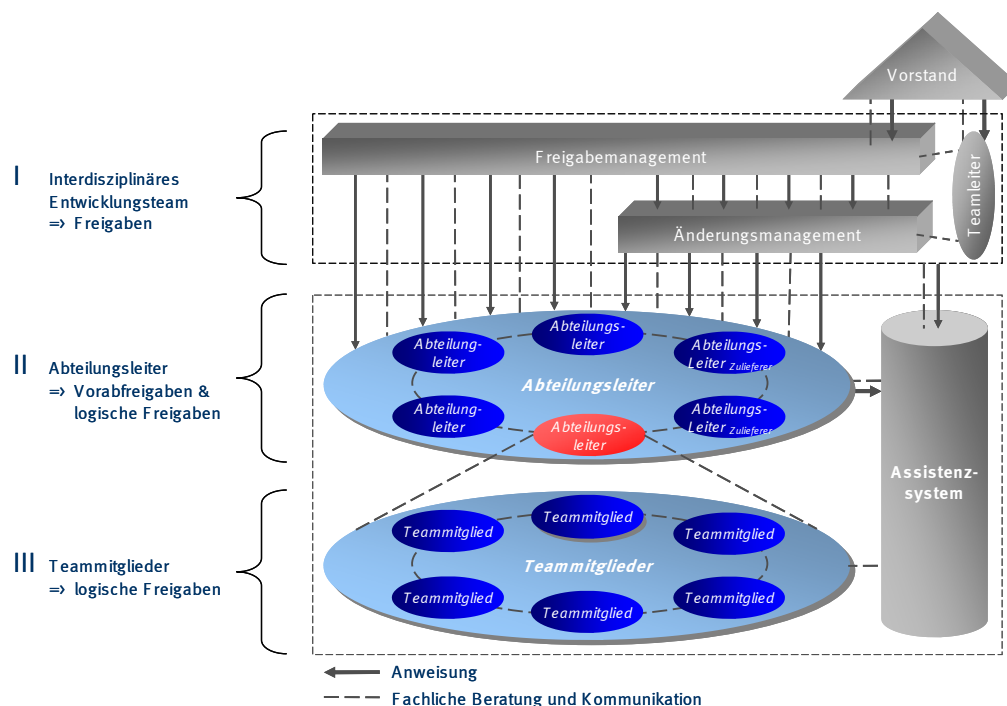 Vorstand
Freigabemanagement
Teamleiter
Änderungsmanagement
I Interdisziplinäres
Entwicklungsteam
=> Freigaben
II Abteilungsleiter
=> Vorabfreigaben &
logische Freigaben
Abteilung-
leiter
Abteilungs-
leiter
Abteilungs-
Leiter Zulieferer
Abteilungsleiter
Abteilung-
leiter
Abteilungs-
leiter
Abteilungs-
Leiter Zulieferer
Assistenz-
system
III Teammitglieder
=> logische Freigaben
Teammitglied
Teammitglied
Teammitglied
Teammitglieder
Teammitglied
Teammitglied
Teammitglied
Anweisung
Fachliche Beratung und Kommunikation